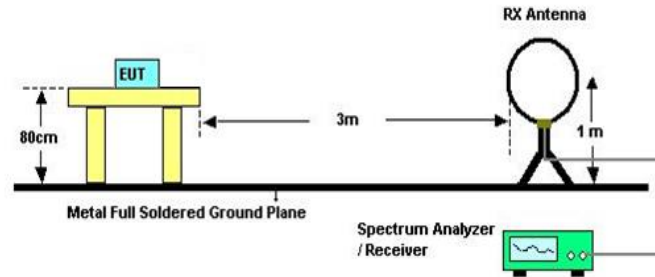 RX Antenna
EUT
80cm
3m
1 m
Metal Full Soldered Ground Plane
Spectrum Analyzer
/ Receiver